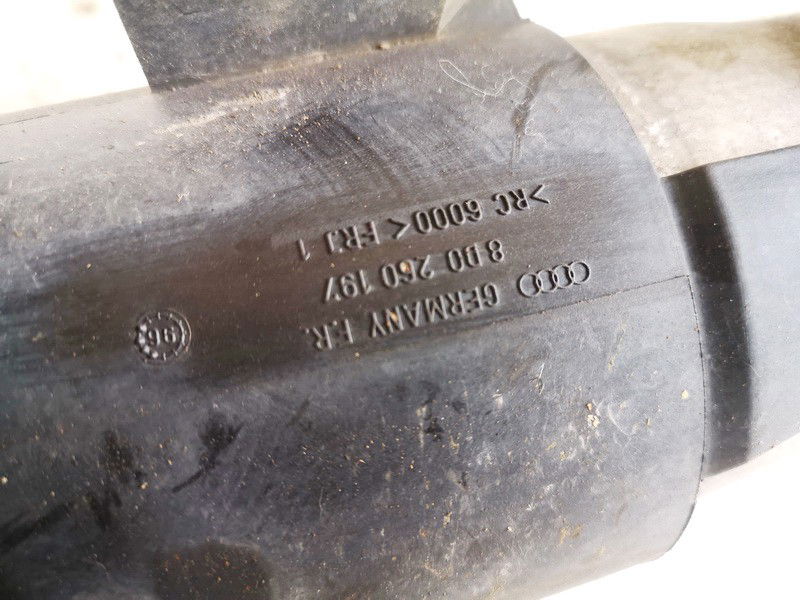 GERMANY F.R.
8D0 260 197
>RC 6000< FRJ 1
96